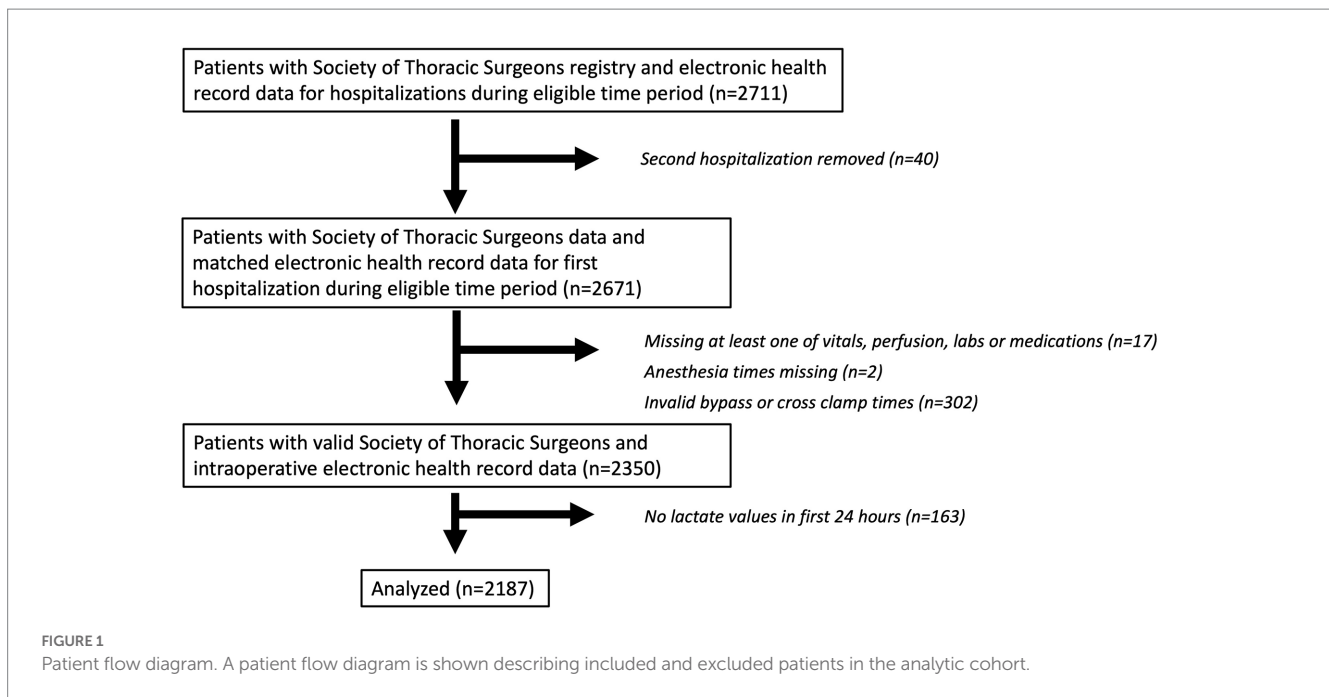 Patients with Society of Thoracic Surgeons registry and electronic health
record data for hospitalizations during eligible time period (n=2711)
Second hospitalization removed (n=40)
Patients with Society of Thoracic Surgeons data and
matched electronic health record data for first
hospitalization during eligible time period (n=2671)
Missing at least one of vitals, perfusion, labs or medications (n=17)
Anesthesia times missing (n=2)
Invalid bypass or cross clamp times (n=302)
Patients with valid Society of Thoracic Surgeons and
intraoperative electronic health record data (n=2350)
No lactate values in first 24 hours (n=163)
Analyzed (n=2187)
FIGURE 1
Patient flow diagram. A patient flow diagram is shown describing included and excluded patients in the analytic cohort.